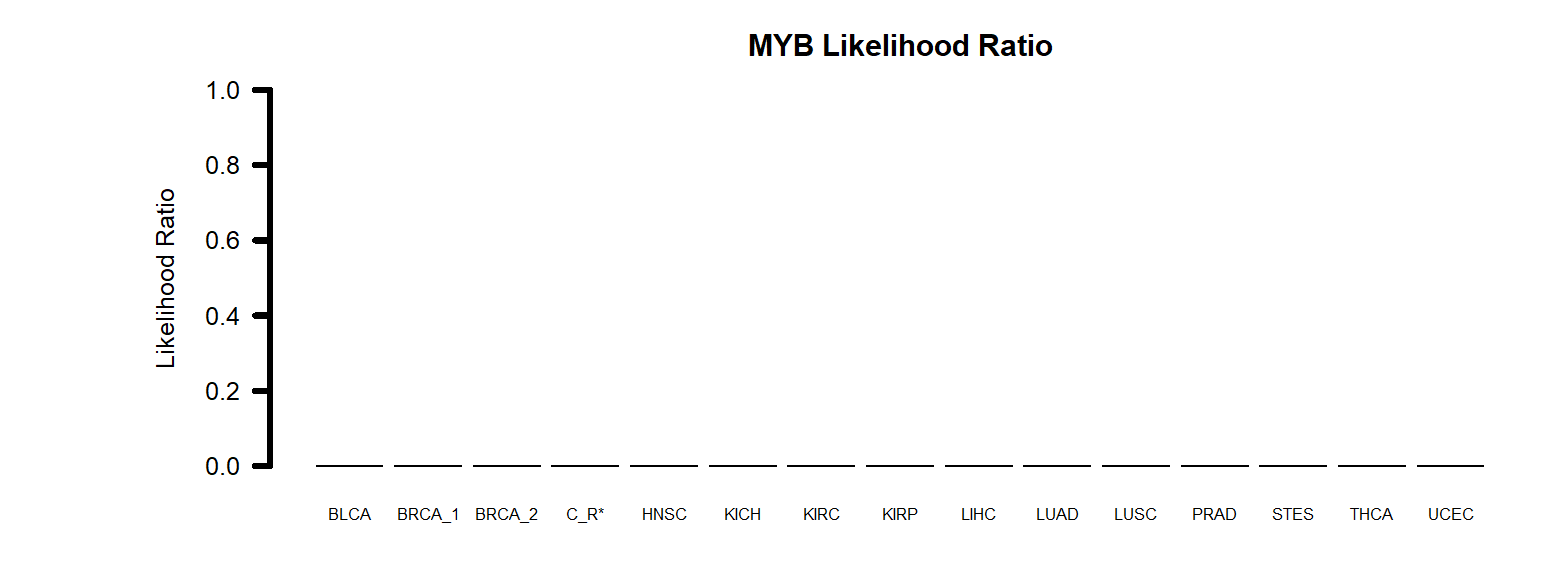 MYB Likelihood Ratio
Likelihood Ratio
1.0
0.8
0.6
0.4
0.2
0.0
BLCA BRCA_1 BRCA_2 C_R* HNSC KICH KIRC KIRP LIHC LUAD LUSC PRAD STES THCA UCEC